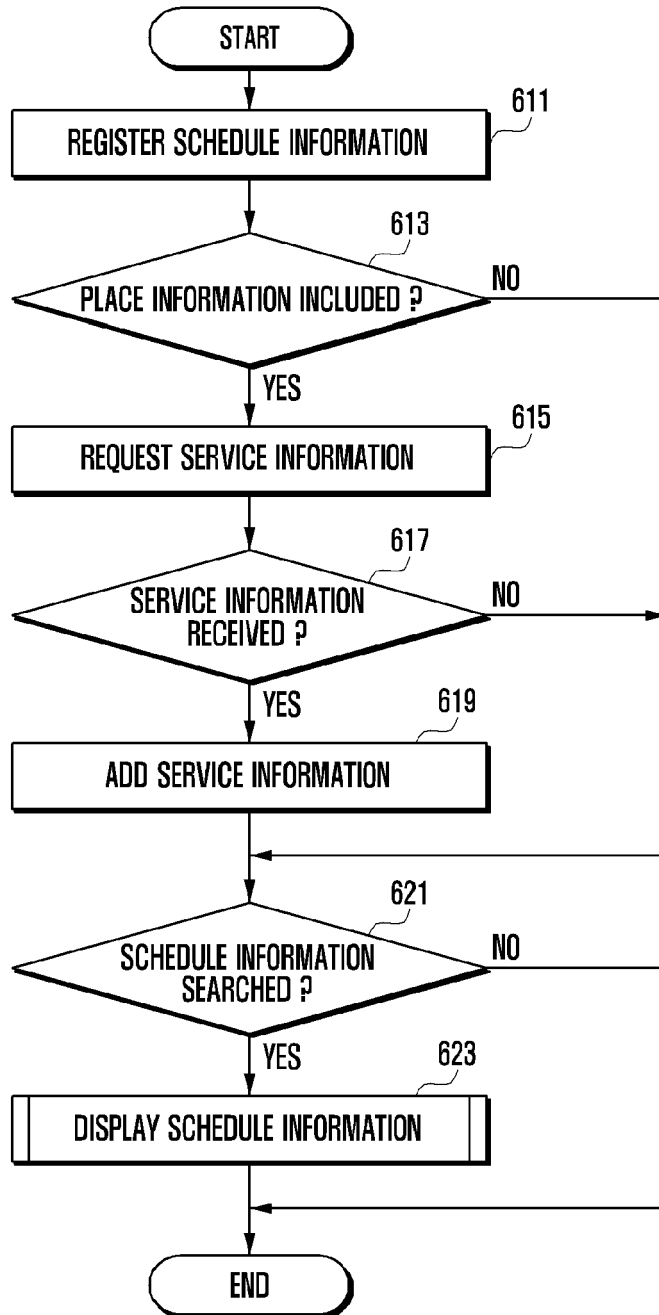 START
611
REGISTER SCHEDULE INFORMATION
613
PLACE INFORMATION INCLUDED ?
NO
YES
615
REQUEST SERVICE INFORMATION
617
SERVICE INFORMATION
RECEIVED ?
NO
YES
619
ADD SERVICE INFORMATION
621
SCHEDULE INFORMATION
SEARCHED ?
NO
YES
623
DISPLAY SCHEDULE INFORMATION
END